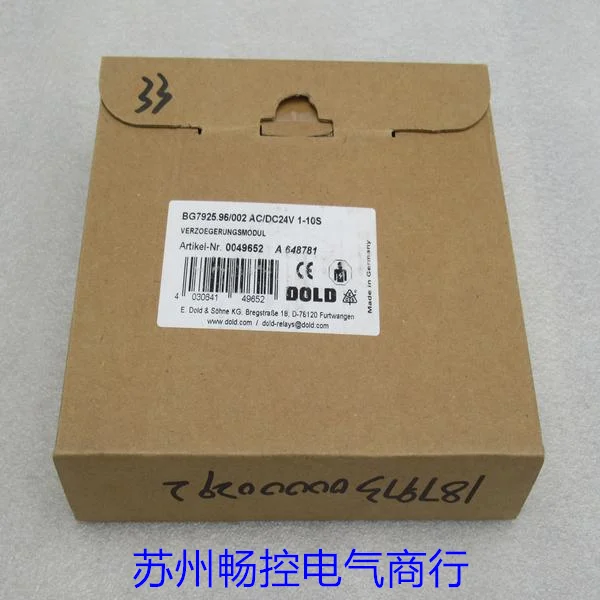 33
BG7925.96/002 AC/DC24V 1-10S
VERZOEGERUNGSMODUL
Artikel-Nr. 0049652 A 648781
CE
DOLD
Made in Germany
4 030641 49652
E. Dold & Söhne KG, Bregstraße 18, D-78120 Furtwangen
www.dold.com / dold-relays@dold.com
187973000000292
苏州畅控电气商行